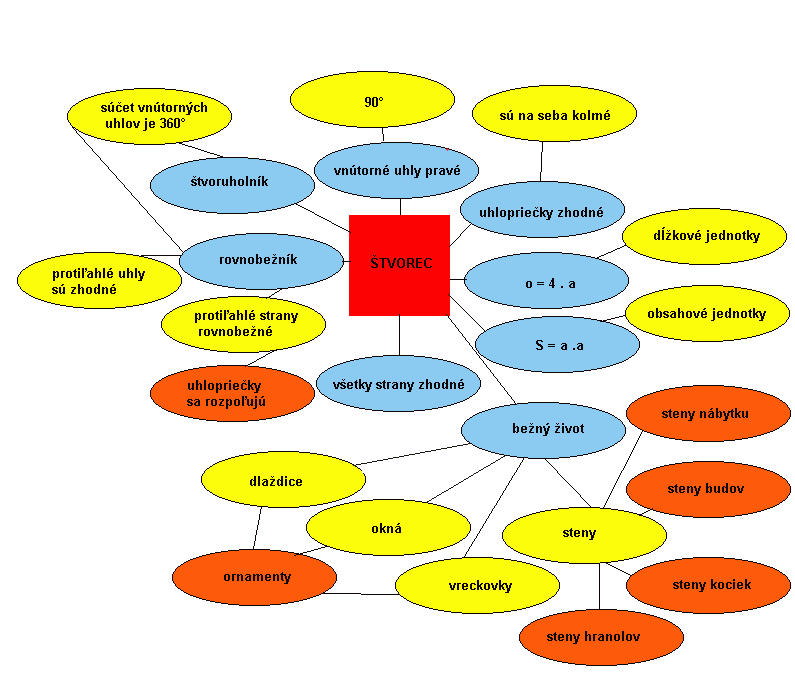 súčet vnútorných
uhlov je 360°
90°
sú na seba kolmé
štvoruholník
vnútorné uhly pravé
uhlopriečky zhodné
dĺžkové jednotky
rovnobežník
ŠTVOREC
protiľahlé uhly
sú zhodné
o = 4 . a
protiľahlé strany
rovnobežné
obsahové jednotky
S = a .a
uhlopriečky
sa rozpoľujú
všetky strany zhodné
bežný život
steny nábytku
dlaždice
steny budov
okná
steny
ornamenty
vreckovky
steny kociek
steny hranolov